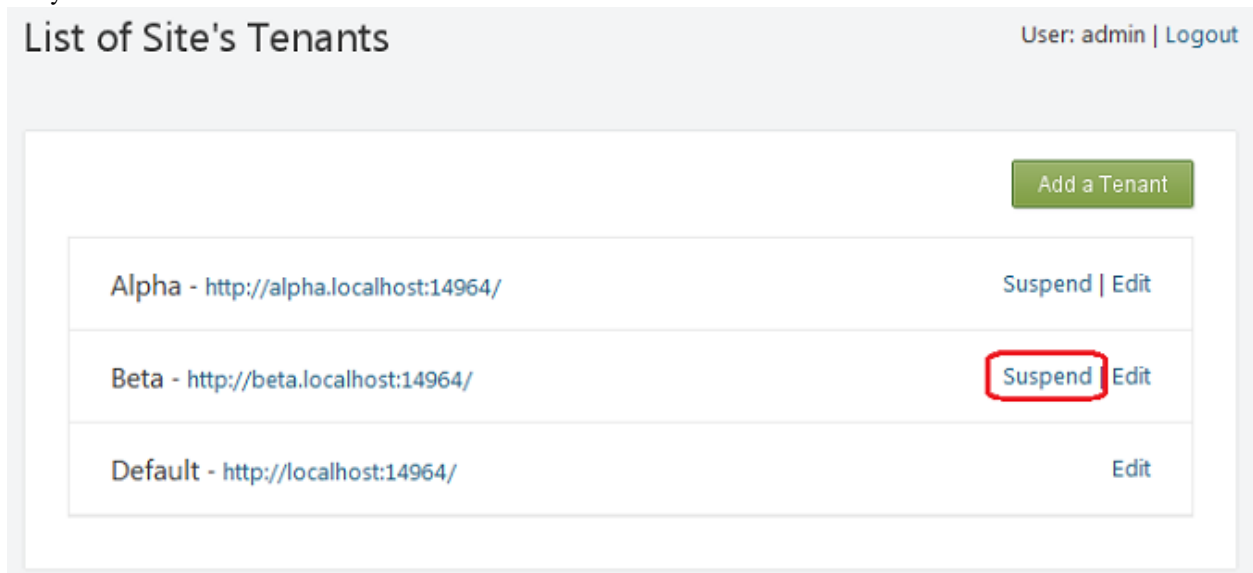 List of Site's Tenants
User: admin | Logout
Add a Tenant
Alpha - http://alpha.localhost:14964/ Suspend | Edit
Beta - http://beta.localhost:14964/ Suspend | Edit
Default - http://localhost:14964/ Edit